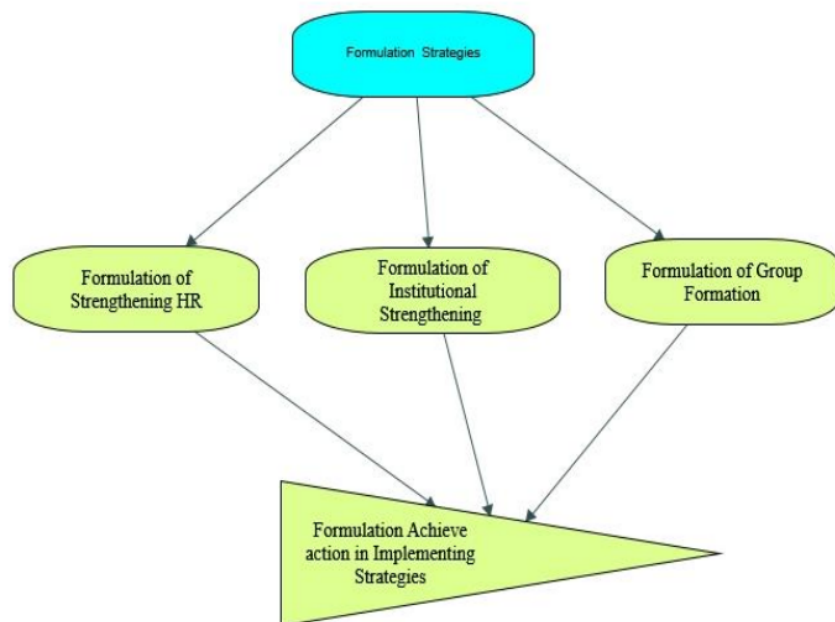 Formulation Strategies
Formulation of
Strengthening HR
Formulation of
Institutional
Strengthening
Formulation of Group
Formation
Formulation Achieve
action in Implementing
Strategies